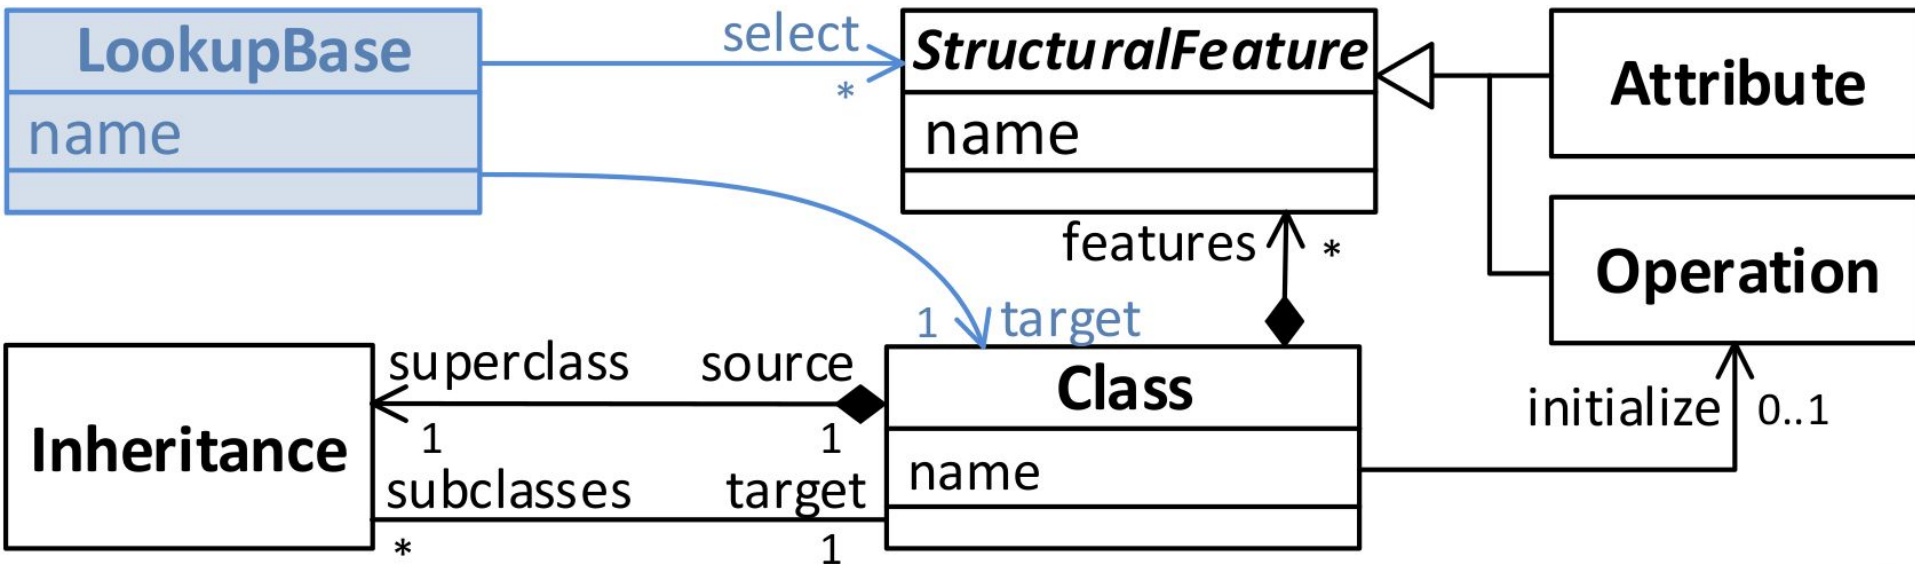 LookupBase
name
select
*
StructuralFeature
name
Attribute
Operation
features
*
1
target
superclass
source
1
1
Inheritance
subclasses
target
*
1
Class
name
initialize
0..1